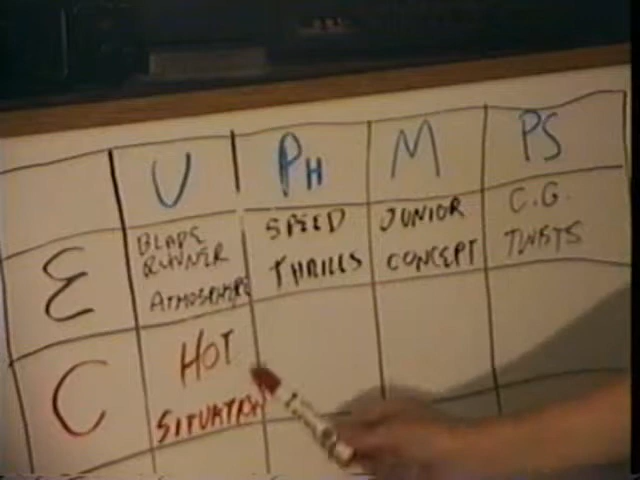 U PH M PS
E BLADE RUNNER ATMOSPHERE SPEED THRILLS JUNIOR CONCEPT C.G. TWISTS
C HOT SITUATION